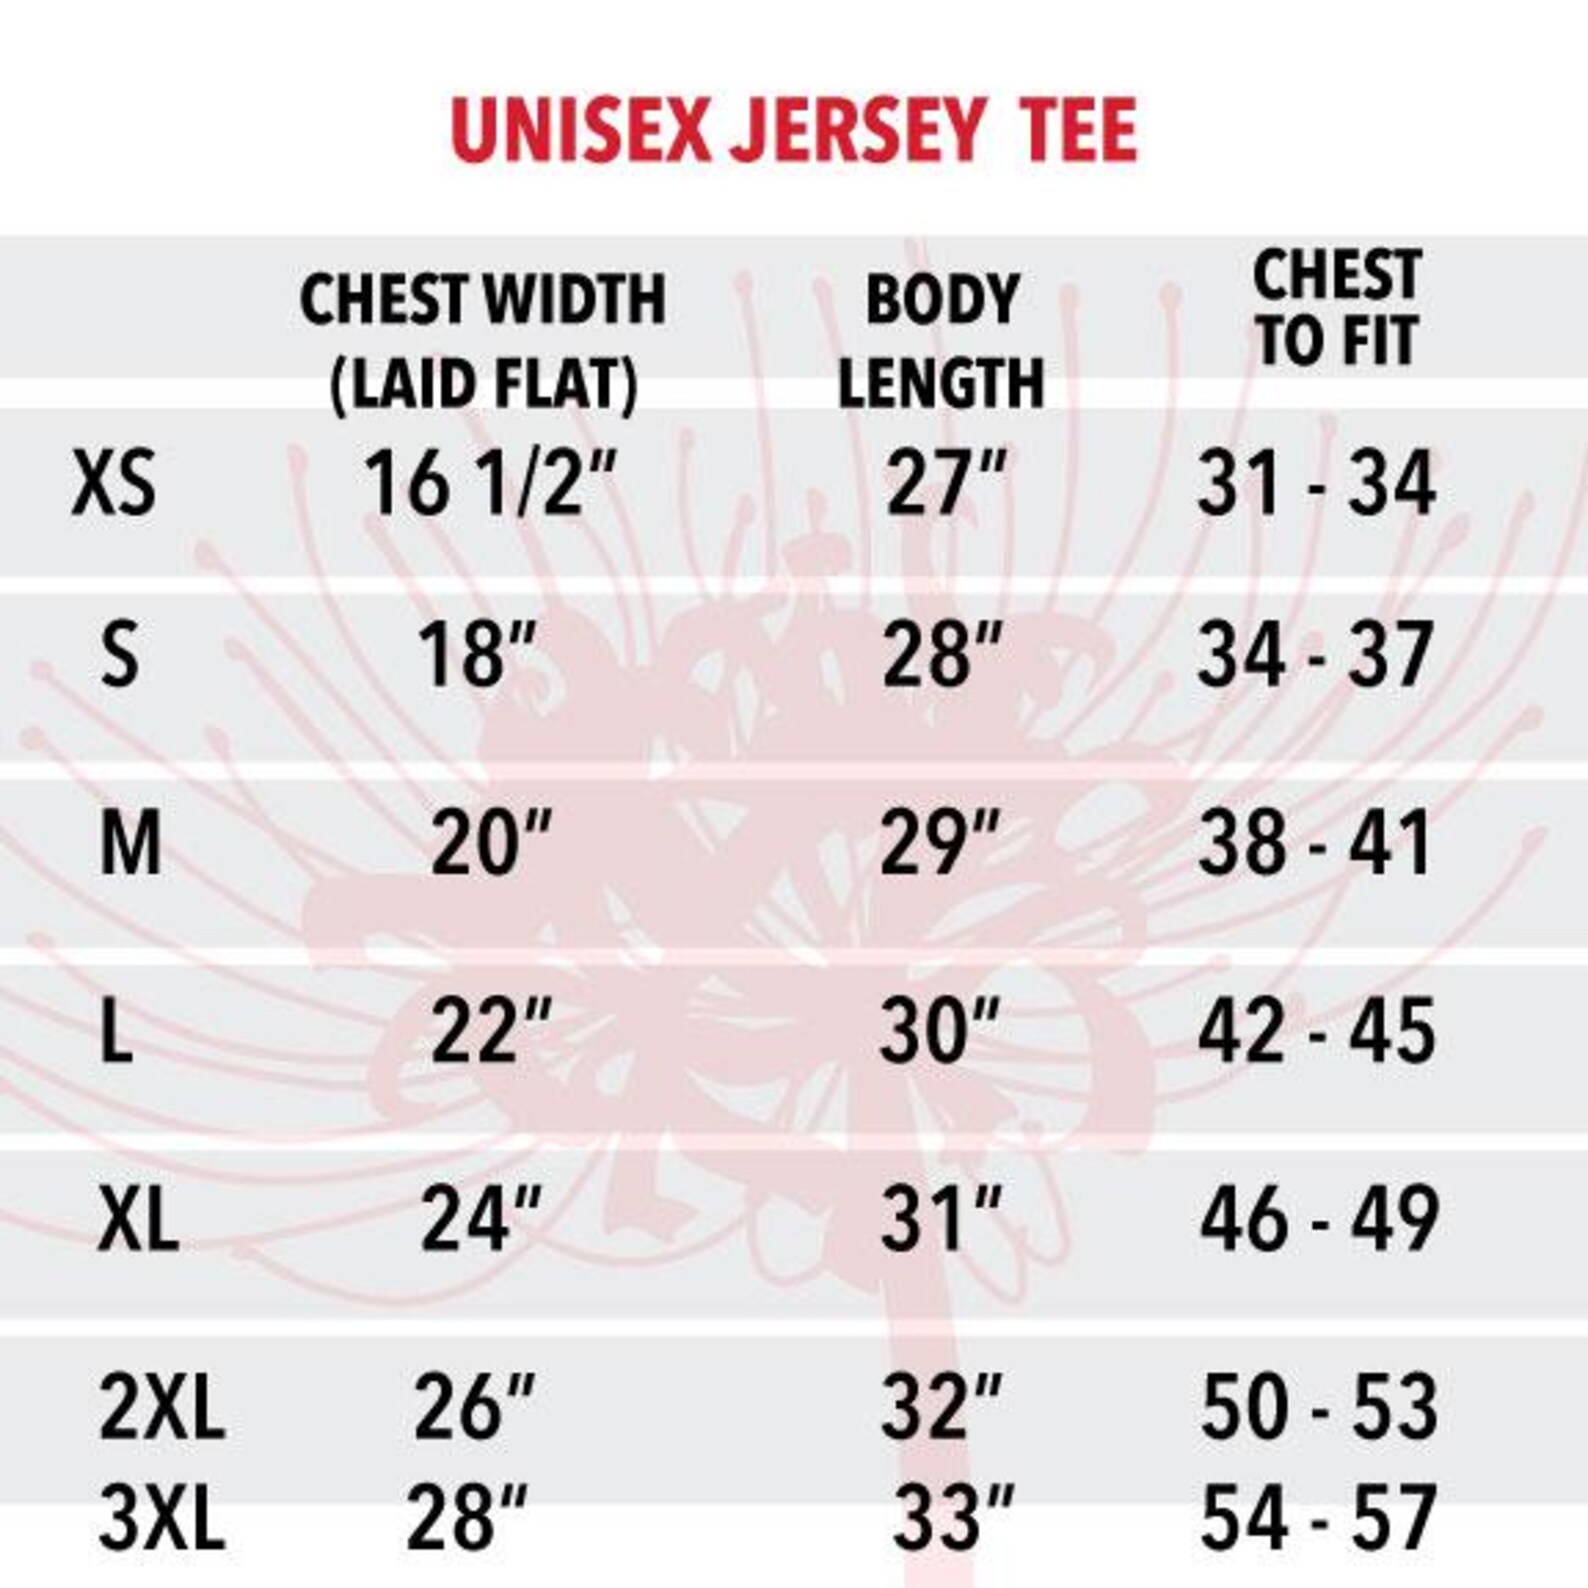 UNISEX JERSEY TEE
CHEST WIDTH
(LAID FLAT)
BODY
LENGTH
CHEST
TO FIT
XS 16 1/2" 27" 31 - 34
S 18" 28" 34 - 37
M 20" 29" 38 - 41
L 22" 30" 42 - 45
XL 24" 31" 46 - 49
2XL 26" 32" 50 - 53
3XL 28" 33" 54 - 57